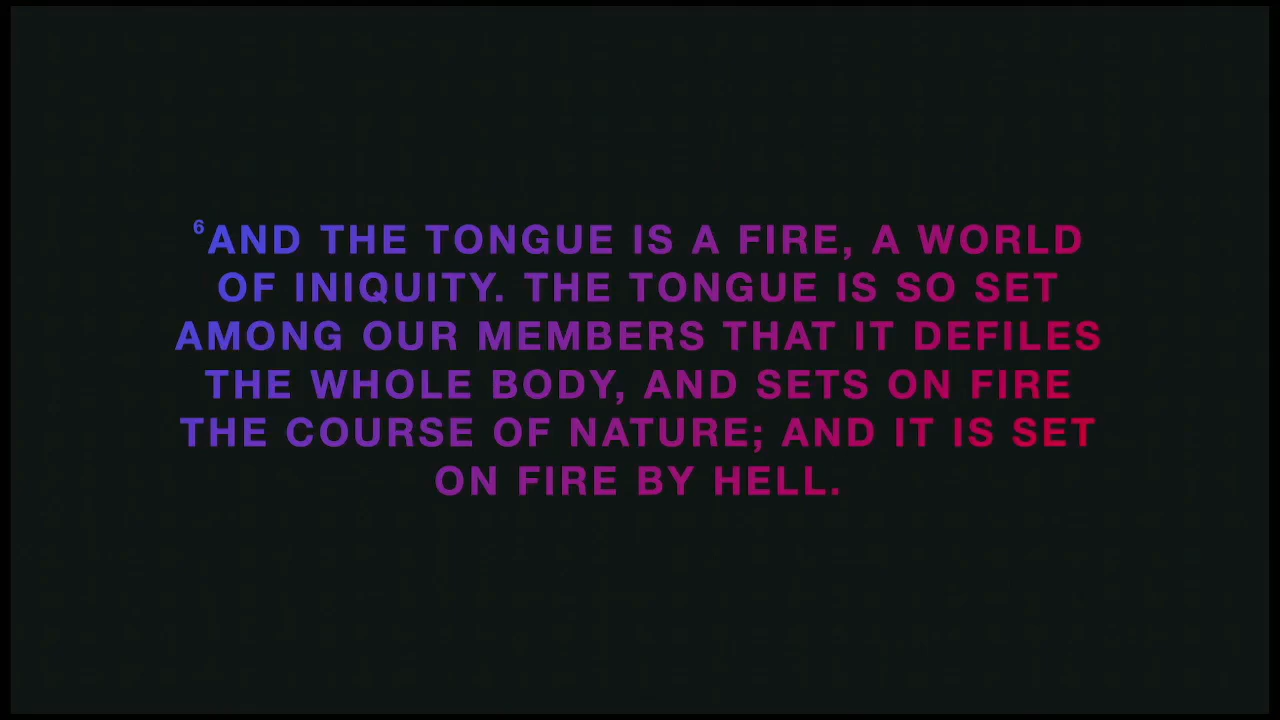 6AND THE TONGUE IS A FIRE, A WORLD
OF INIQUITY. THE TONGUE IS SO SET
AMONG OUR MEMBERS THAT IT DEFILES
THE WHOLE BODY, AND SETS ON FIRE
THE COURSE OF NATURE; AND IT IS SET
ON FIRE BY HELL.